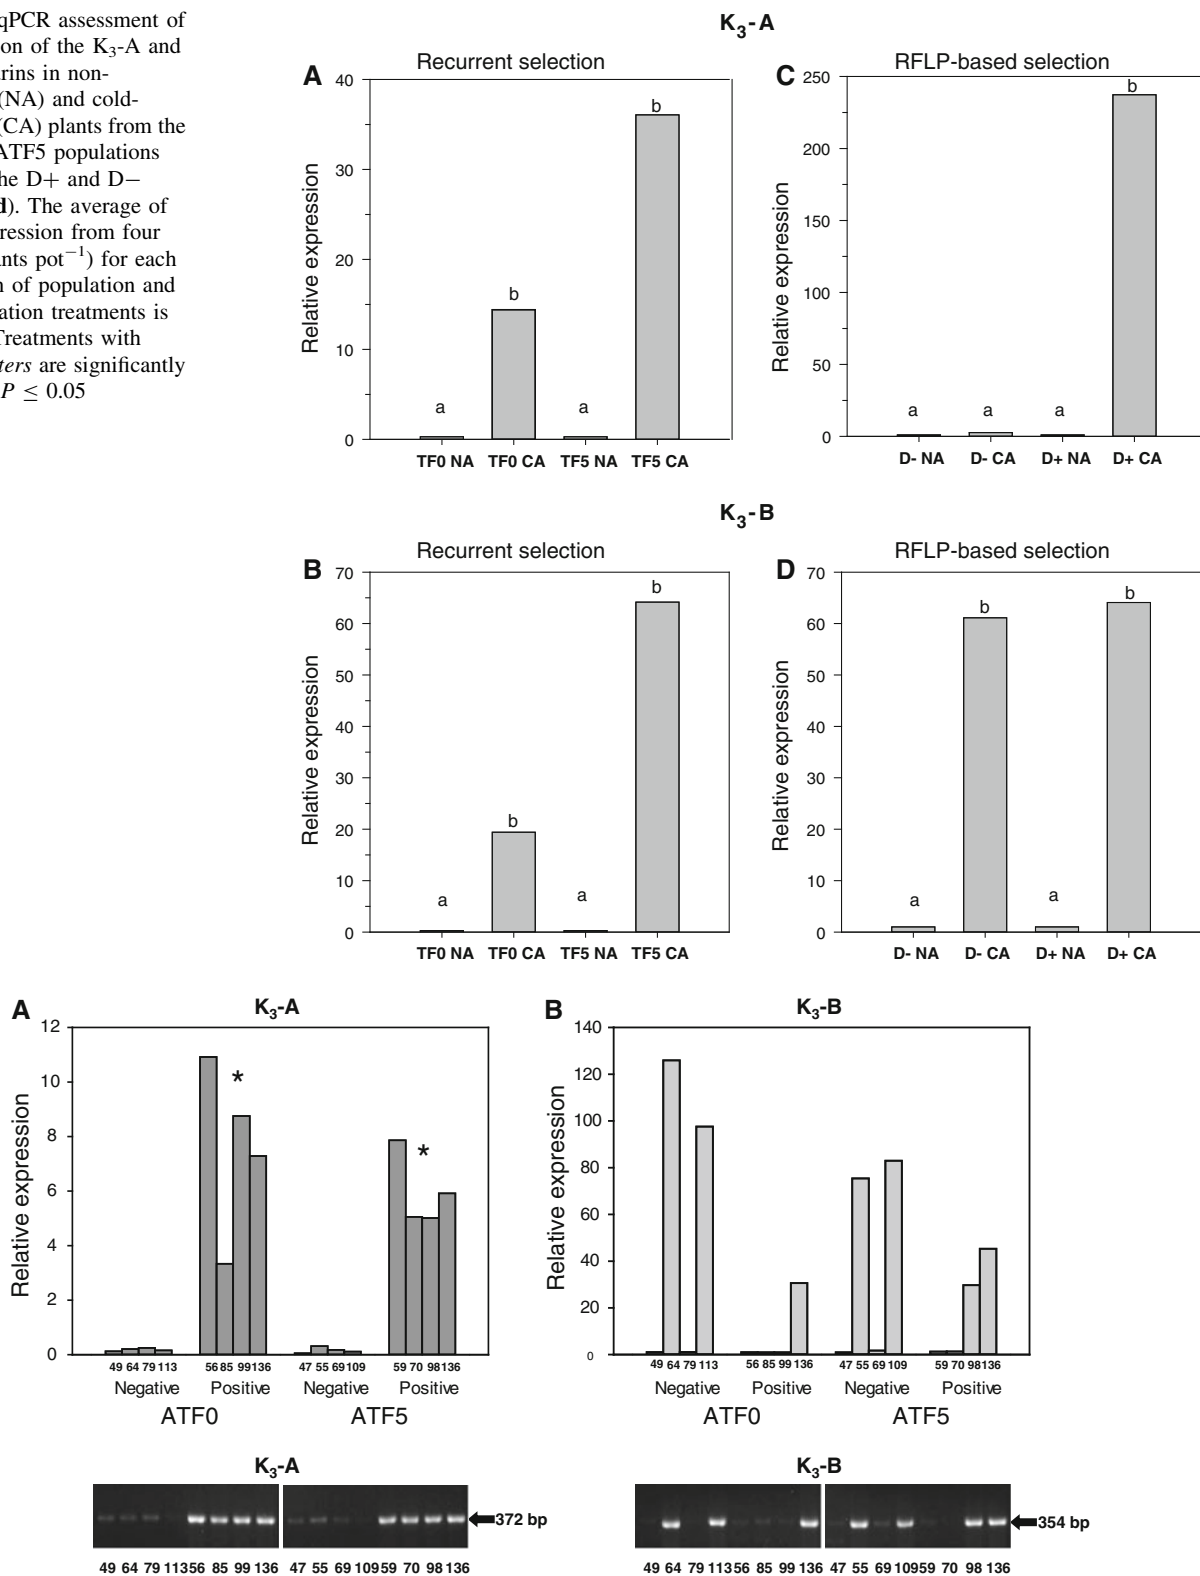 qPCR assessment of
on of the K3-A and
rins in non-
(NA) and cold-
(CA) plants from the
ATF5 populations
he D+ and D−
d). The average of
ression from four
nts pot−1) for each
n of population and
ation treatments is
Treatments with
ters are significantly
P ≤ 0.05
K3-A
A
Recurrent selection
40
30
20
10
0
Relative expression
a
b
a
b
TF0 NA TF0 CA TF5 NA TF5 CA
C
RFLP-based selection
250
200
150
100
50
0
Relative expression
a
a
a
b
D- NA D- CA D+ NA D+ CA
K3-B
B
Recurrent selection
70
60
50
40
30
20
10
0
Relative expression
a
b
a
b
TF0 NA TF0 CA TF5 NA TF5 CA
D
RFLP-based selection
70
60
50
40
30
20
10
0
Relative expression
a
b
a
b
D- NA D- CA D+ NA D+ CA
A
K3-A
12
10
8
6
4
2
0
Relative expression
*
*
49 64 79 113 56 85 99 136 47 55 69 109 59 70 98 136
Negative Positive Negative Positive
ATF0 ATF5
B
K3-B
140
120
100
80
60
40
20
0
Relative expression
49 64 79 113 56 85 99 136 47 55 69 109 59 70 98 136
Negative Positive Negative Positive
ATF0 ATF5
K3-A
372 bp
49 64 79 113 56 85 99 136 47 55 69 109 59 70 98 136
K3-B
354 bp
49 64 79 113 56 85 99 136 47 55 69 109 59 70 98 136